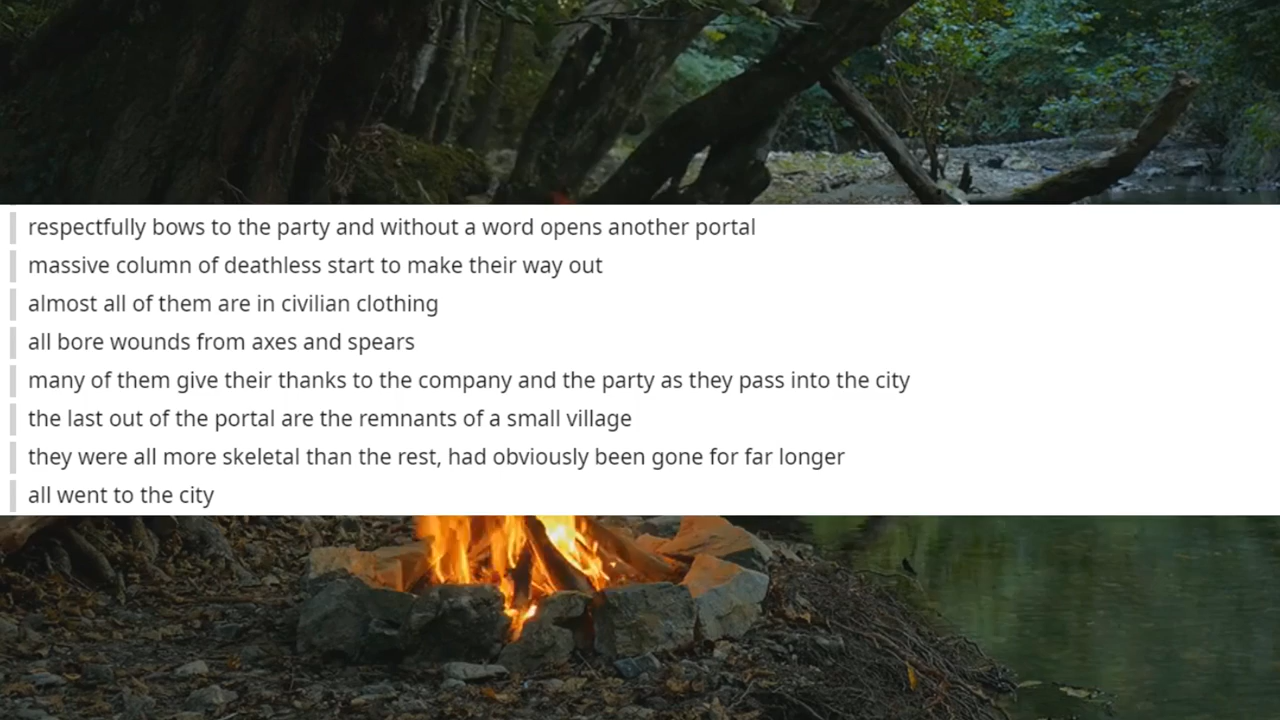 respectfully bows to the party and without a word opens another portal
massive column of deathless start to make their way out
almost all of them are in civilian clothing
all bore wounds from axes and spears
many of them give their thanks to the company and the party as they pass into the city
the last out of the portal are the remnants of a small village
they were all more skeletal than the rest, had obviously been gone for far longer
all went to the city